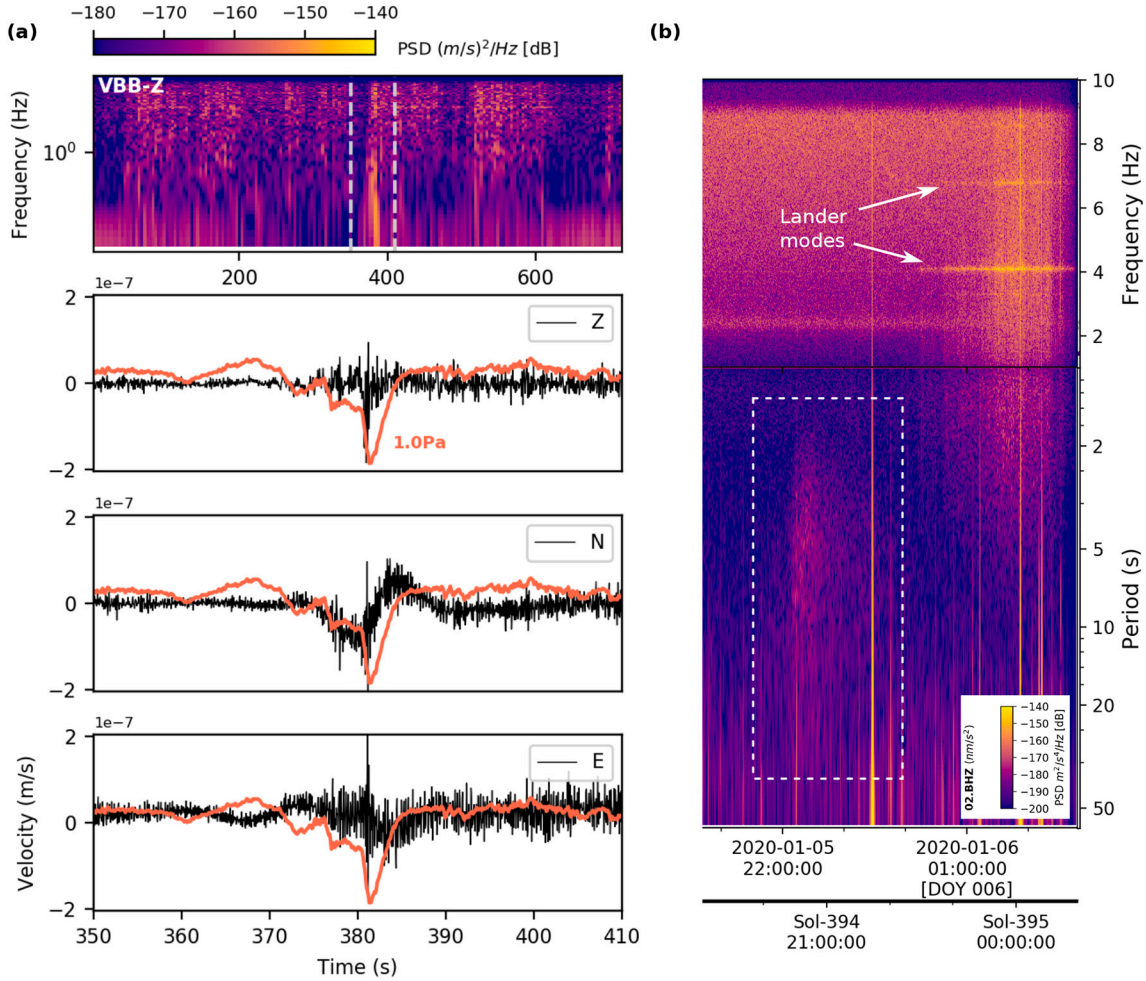 (a)
−180 −170 −160 −150 −140
PSD (m/s)²/Hz [dB]
VBB-Z
Frequency (Hz)
10⁰
200 400 600
1e−7
2
0
−2
Z
1.0Pa
1e−7
2
0
−2
N
1e−7
2
0
−2
E
Velocity (m/s)
350 360 370 380 390 400 410
Time (s)
(b)
10
8
6
4
2
Frequency (Hz)
Lander
modes
2
5
10
20
50
Period (s)
02.BHZ (nm/s²)
−140
−150
−160
−170
−180
−190
−200
PSD m²/s⁴/Hz [dB]
2020-01-05 2020-01-06
22:00:00 01:00:00
[DOY 006]
Sol-394 Sol-395
21:00:00 00:00:00